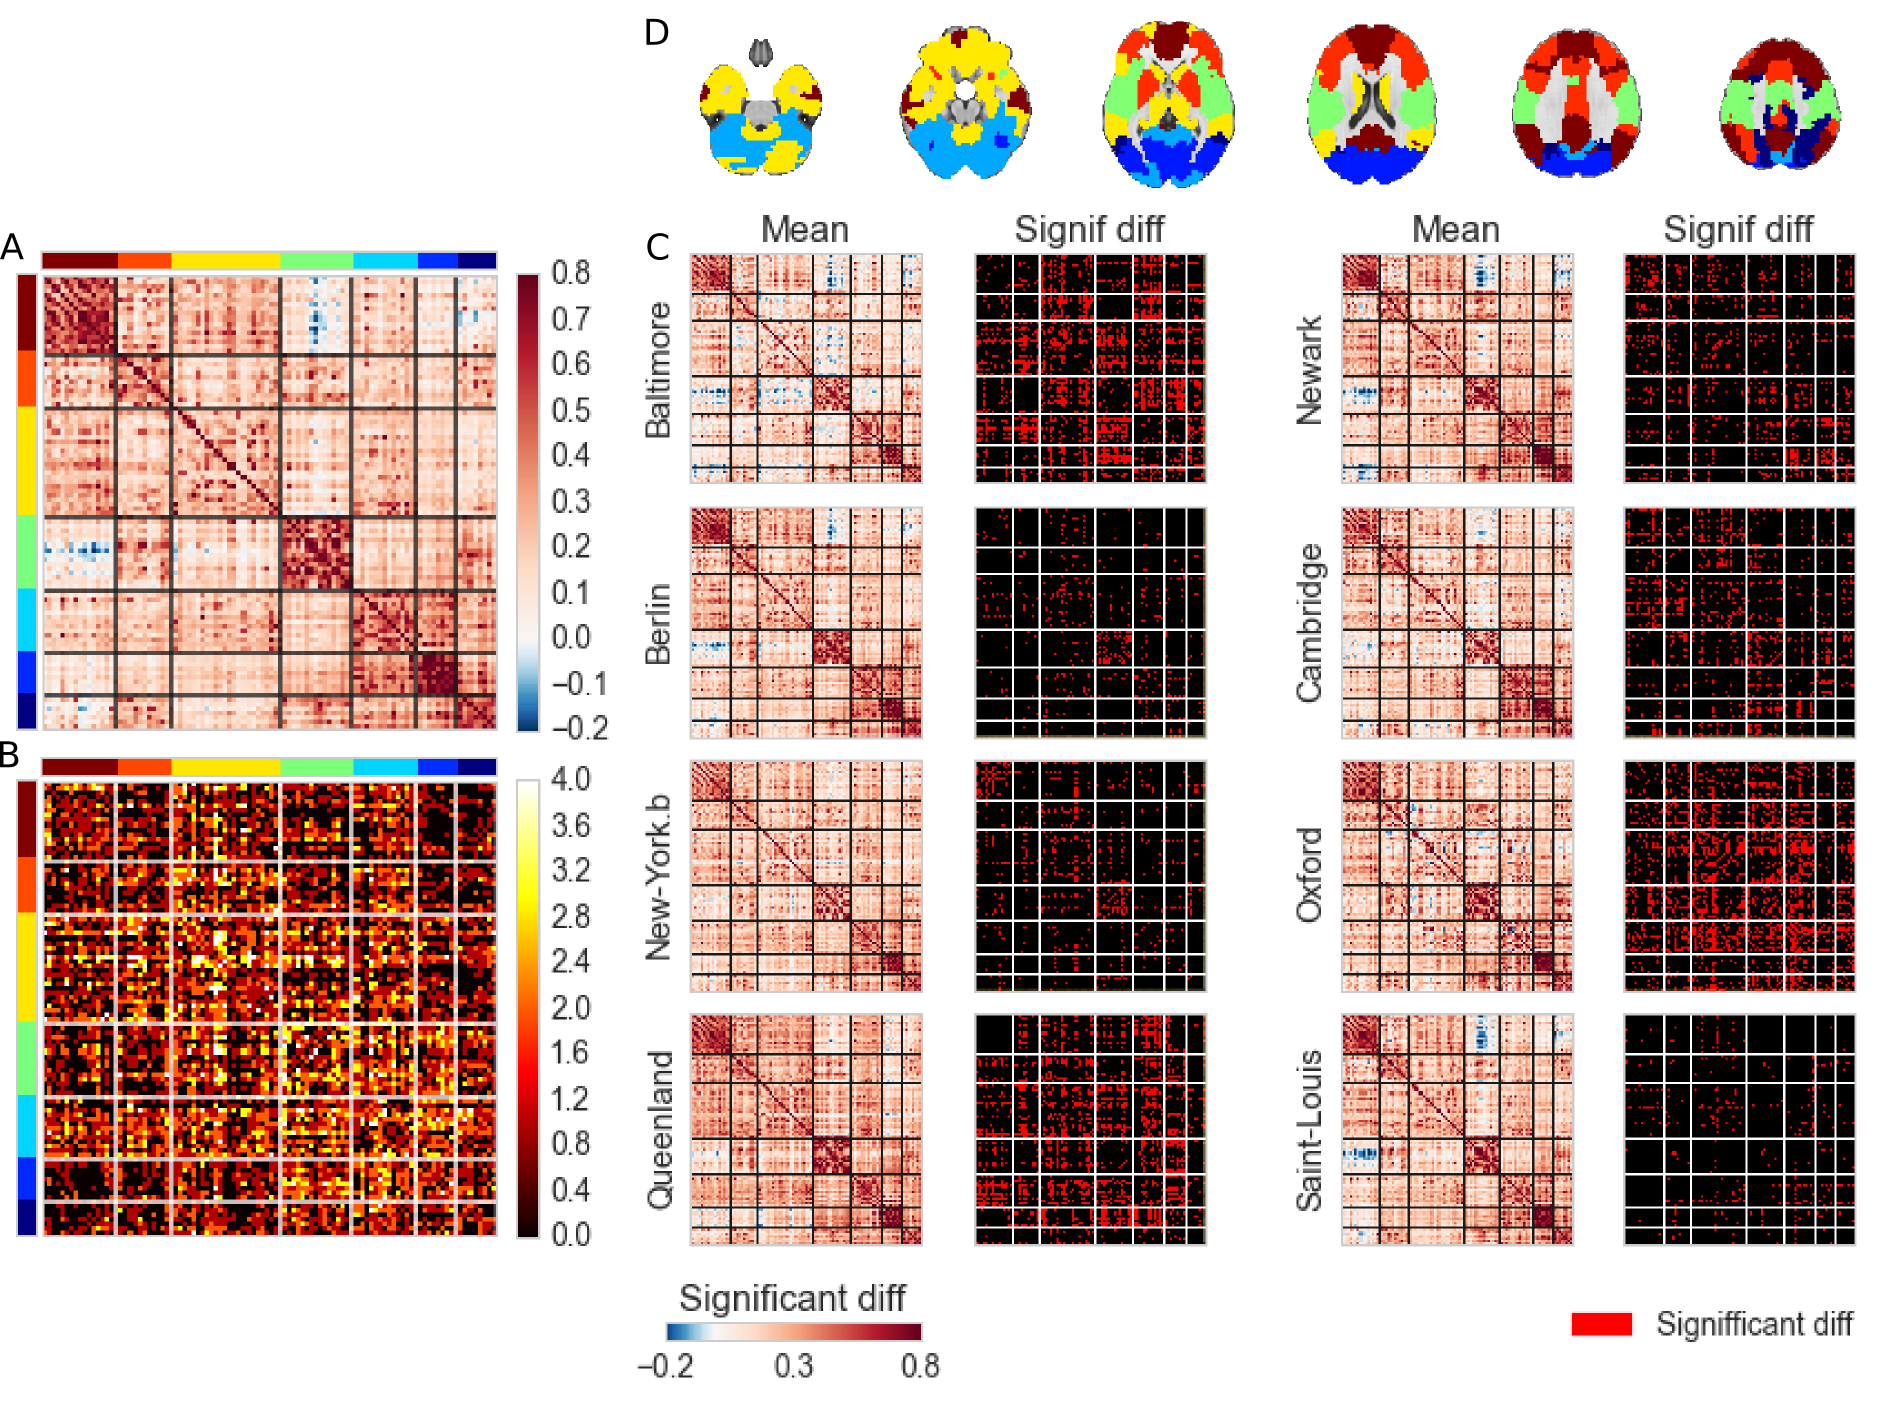 D
A
0.8
0.7
0.6
0.5
0.4
0.3
0.2
0.1
0.0
−0.1
−0.2
B
4.0
3.6
3.2
2.8
2.4
2.0
1.6
1.2
0.8
0.4
0.0
C
Mean Signif diff Mean Signif diff
Baltimore
Newark
Berlin
Cambridge
New-York.b
Oxford
Queenland
Saint-Louis
Significant diff
−0.2 0.3 0.8
Signifficant diff